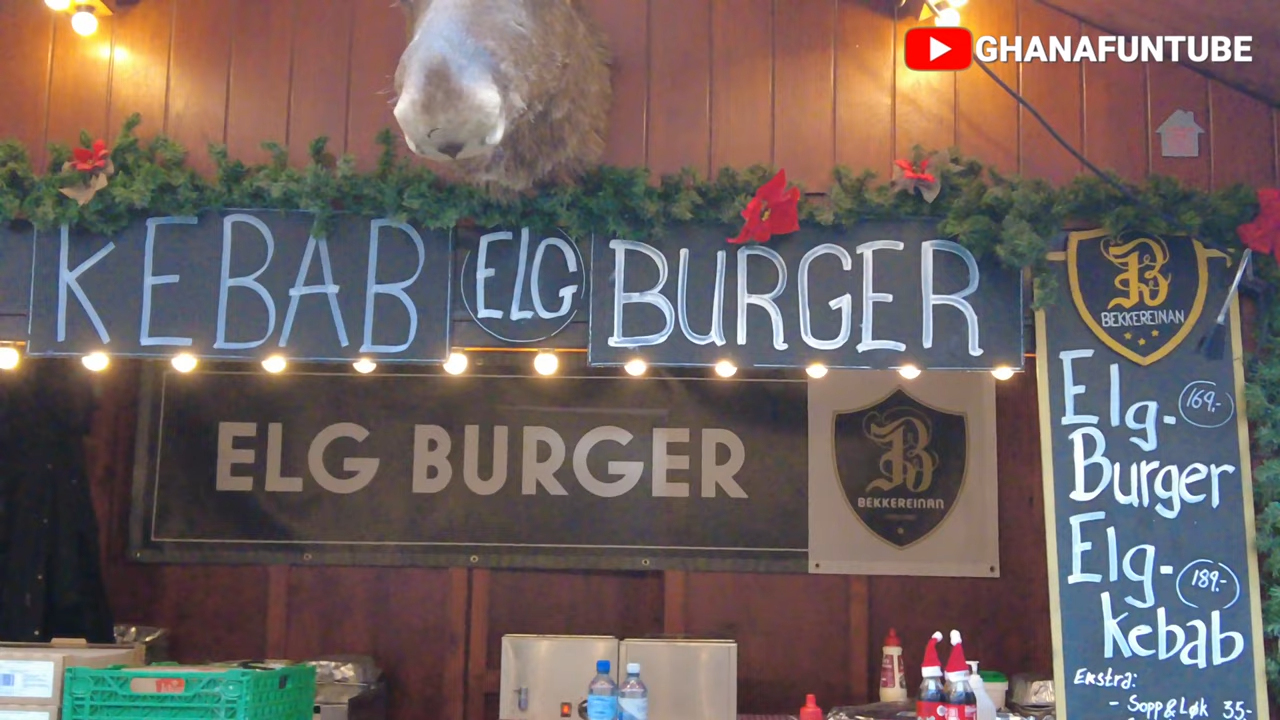 GHANAFUNTUBE
KEBAB ELG BURGER
ELG BURGER
B
BEKKEREINAN
B
BEKKEREINAN
Elg- 169,-
Burger
Elg- 189,-
kebab
Ekstra:
- Sopp & Løk 35-